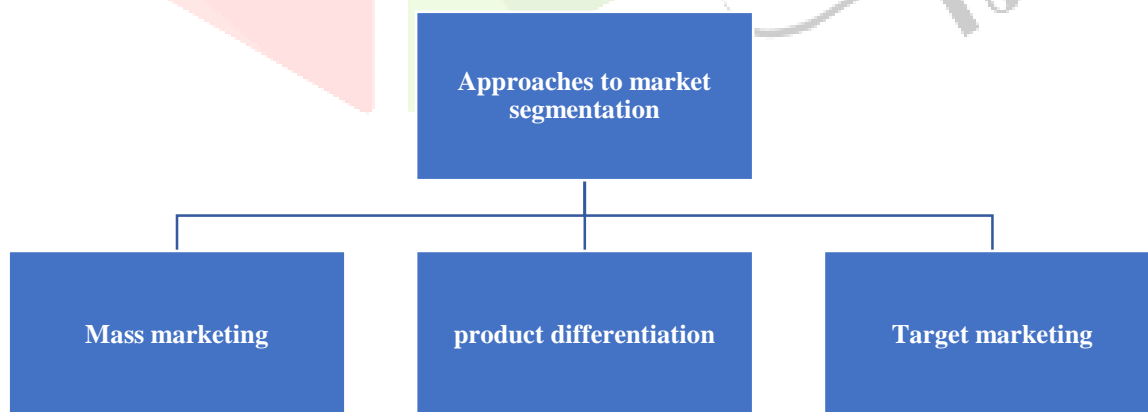 Approaches to market
segmentation
Mass marketing
product differentiation
Target marketing